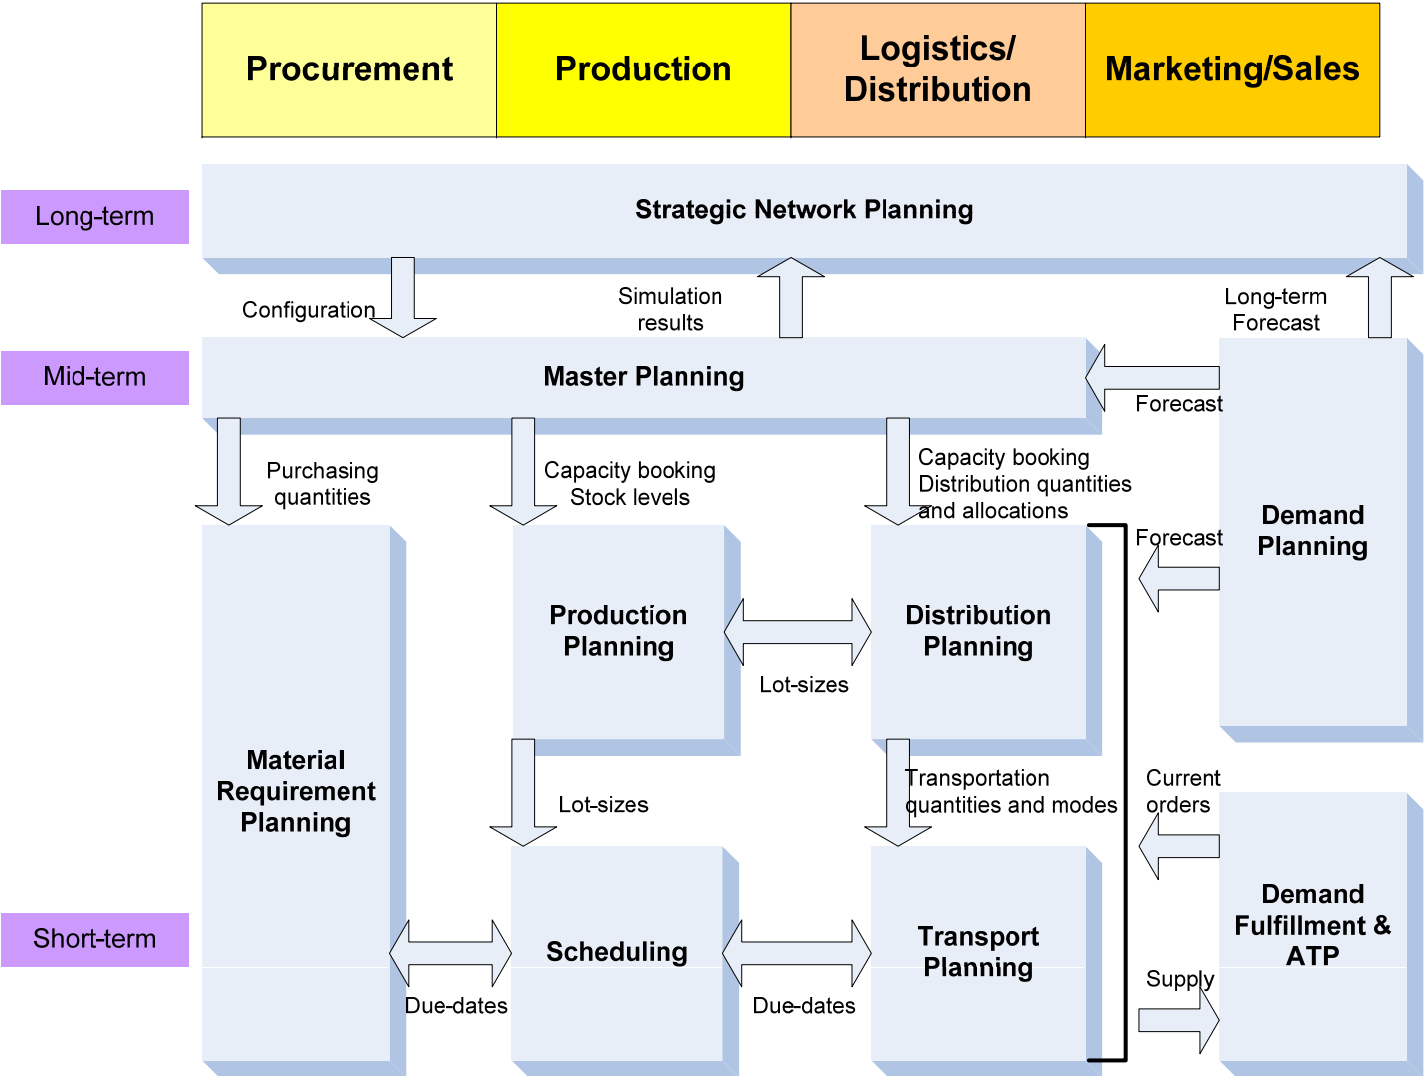 Procurement
Production
Logistics/
Distribution
Marketing/Sales
Long-term
Strategic Network Planning
Configuration
Simulation
results
Long-term
Forecast
Mid-term
Master Planning
Forecast
Purchasing
quantities
Capacity booking
Stock levels
Capacity booking
Distribution quantities
and allocations
Demand
Planning
Forecast
Production
Planning
Lot-sizes
Distribution
Planning
Material
Requirement
Planning
Lot-sizes
Transportation
quantities and modes
Current
orders
Short-term
Due-dates
Scheduling
Due-dates
Transport
Planning
Demand
Fulfillment &
ATP
Supply